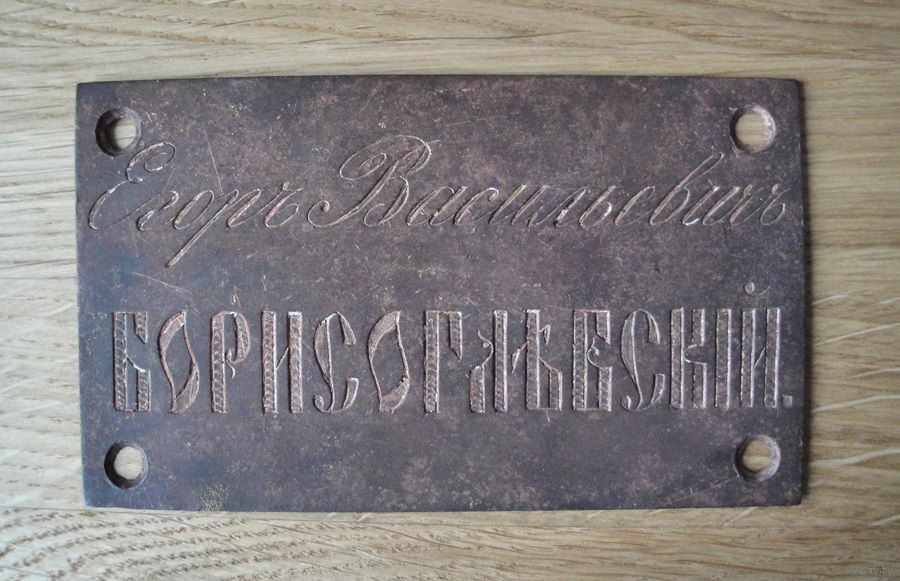 Егоръ Васильевичъ
БОРИСОГЛѢБСКІЙ.